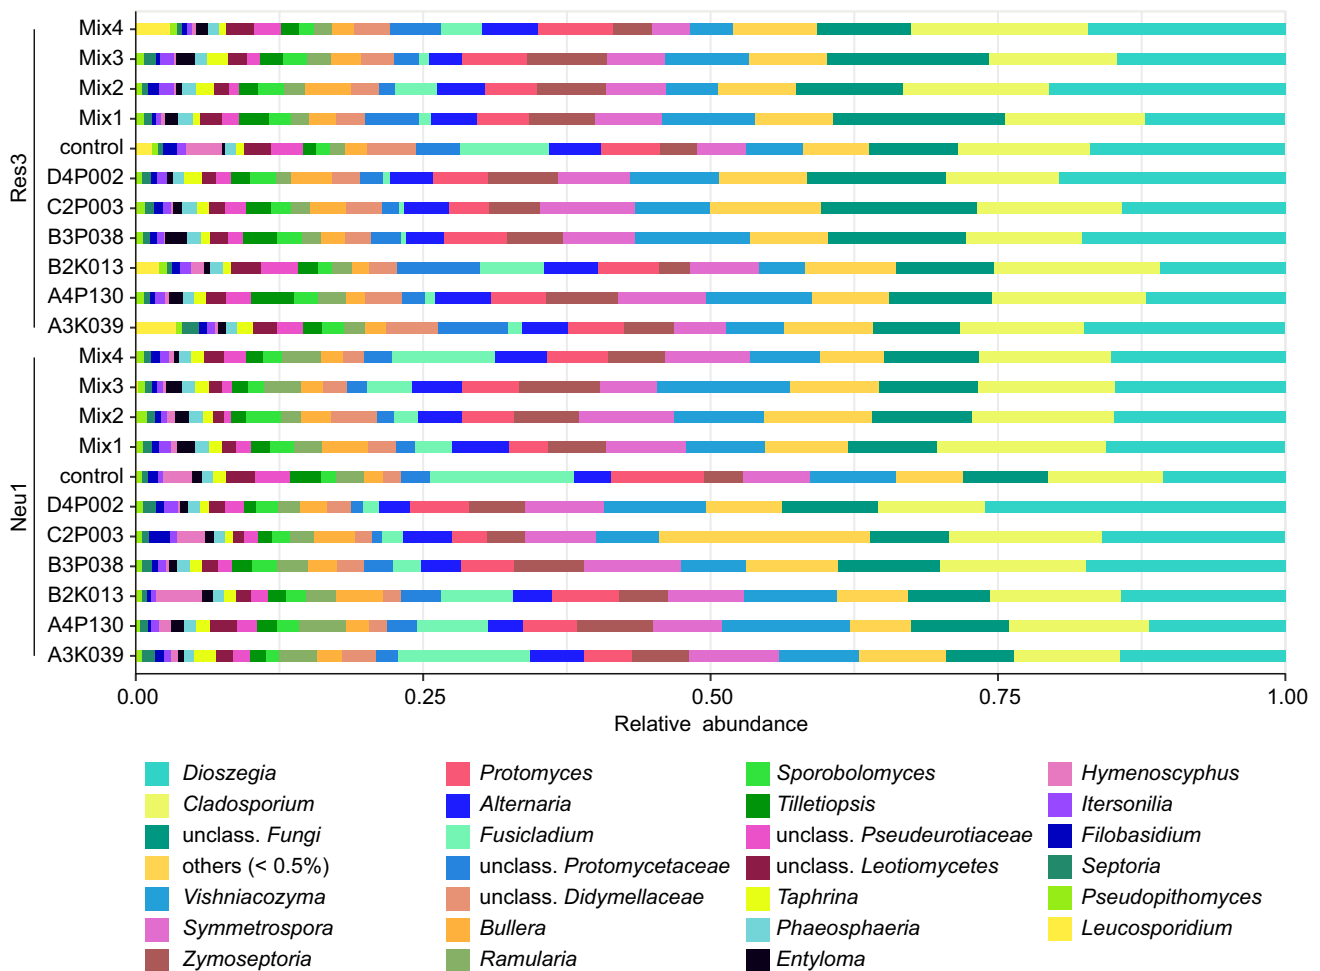 Res3
Mix4
Mix3
Mix2
Mix1
control
D4P002
C2P003
B3P038
B2K013
A4P130
A3K039
Neu1
Mix4
Mix3
Mix2
Mix1
control
D4P002
C2P003
B3P038
B2K013
A4P130
A3K039
0.00 0.25 0.50 0.75 1.00
Relative abundance
Dioszegia Protomyces Sporobolomyces Hymenoscyphus
Cladosporium Alternaria Tilletiopsis Itersonilia
unclass. Fungi Fusicladium unclass. Pseudeurotiaceae Filobasidium
others (< 0.5%) unclass. Protomycetaceae unclass. Leotiomycetes Septoria
Vishniacozyma unclass. Didymellaceae Taphrina Pseudopithomyces
Symmetrospora Bullera Phaeosphaeria Leucosporidium
Zymoseptoria Ramularia Entyloma